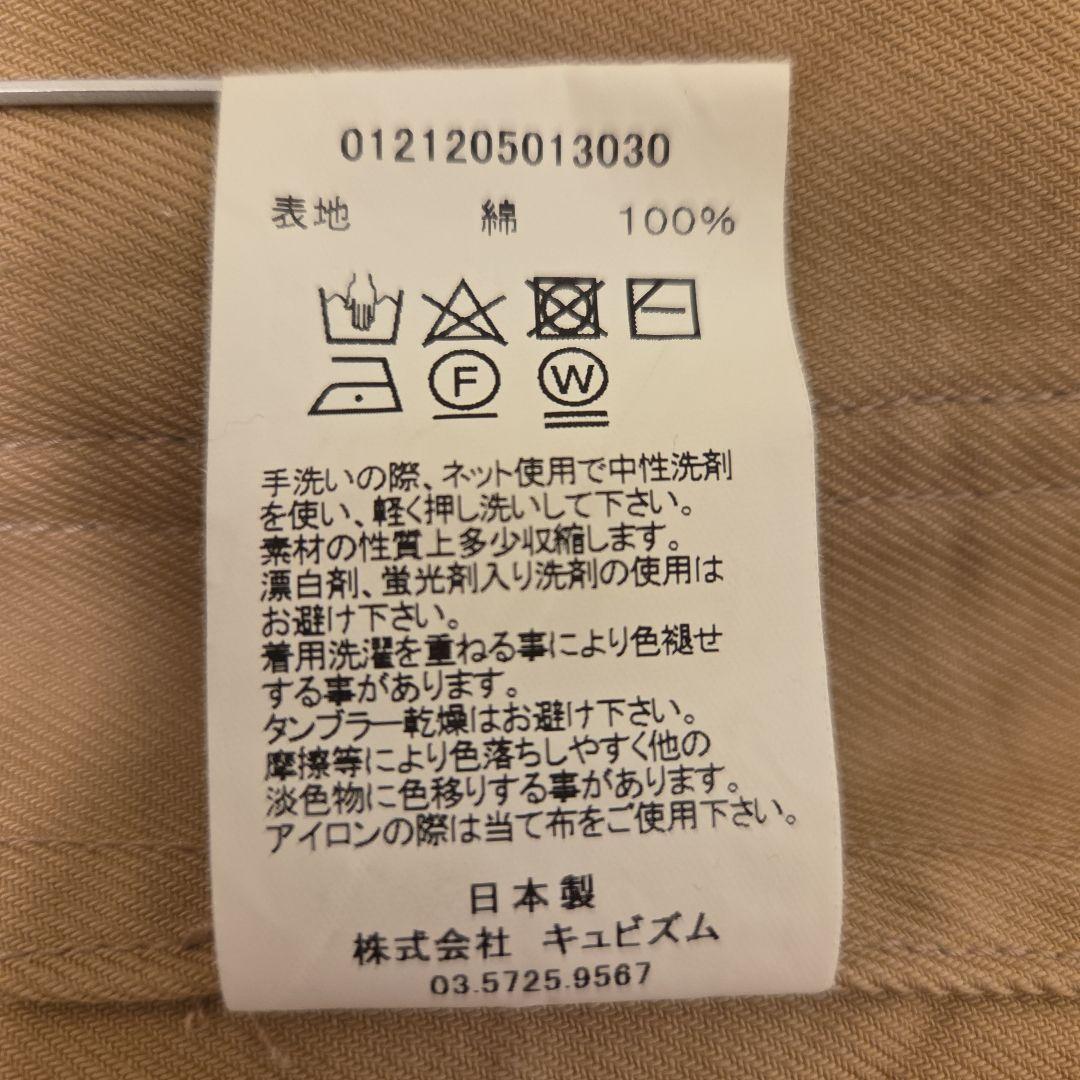 0121205013030
表地 綿 100%
F W
手洗いの際、ネット使用で中性洗剤
を使い、軽く押し洗いして下さい。
素材の性質上多少収縮します。
漂白剤、蛍光剤入り洗剤の使用は
お避け下さい。
着用洗濯を重ねる事により色褪せ
する事があります。
タンブラー乾燥はお避け下さい。
摩擦等により色落ちしやすく他の
淡色物に色移りする事があります。
アイロンの際は当て布をご使用下さい。
日本製
株式会社 キュビズム
03.5725.9567